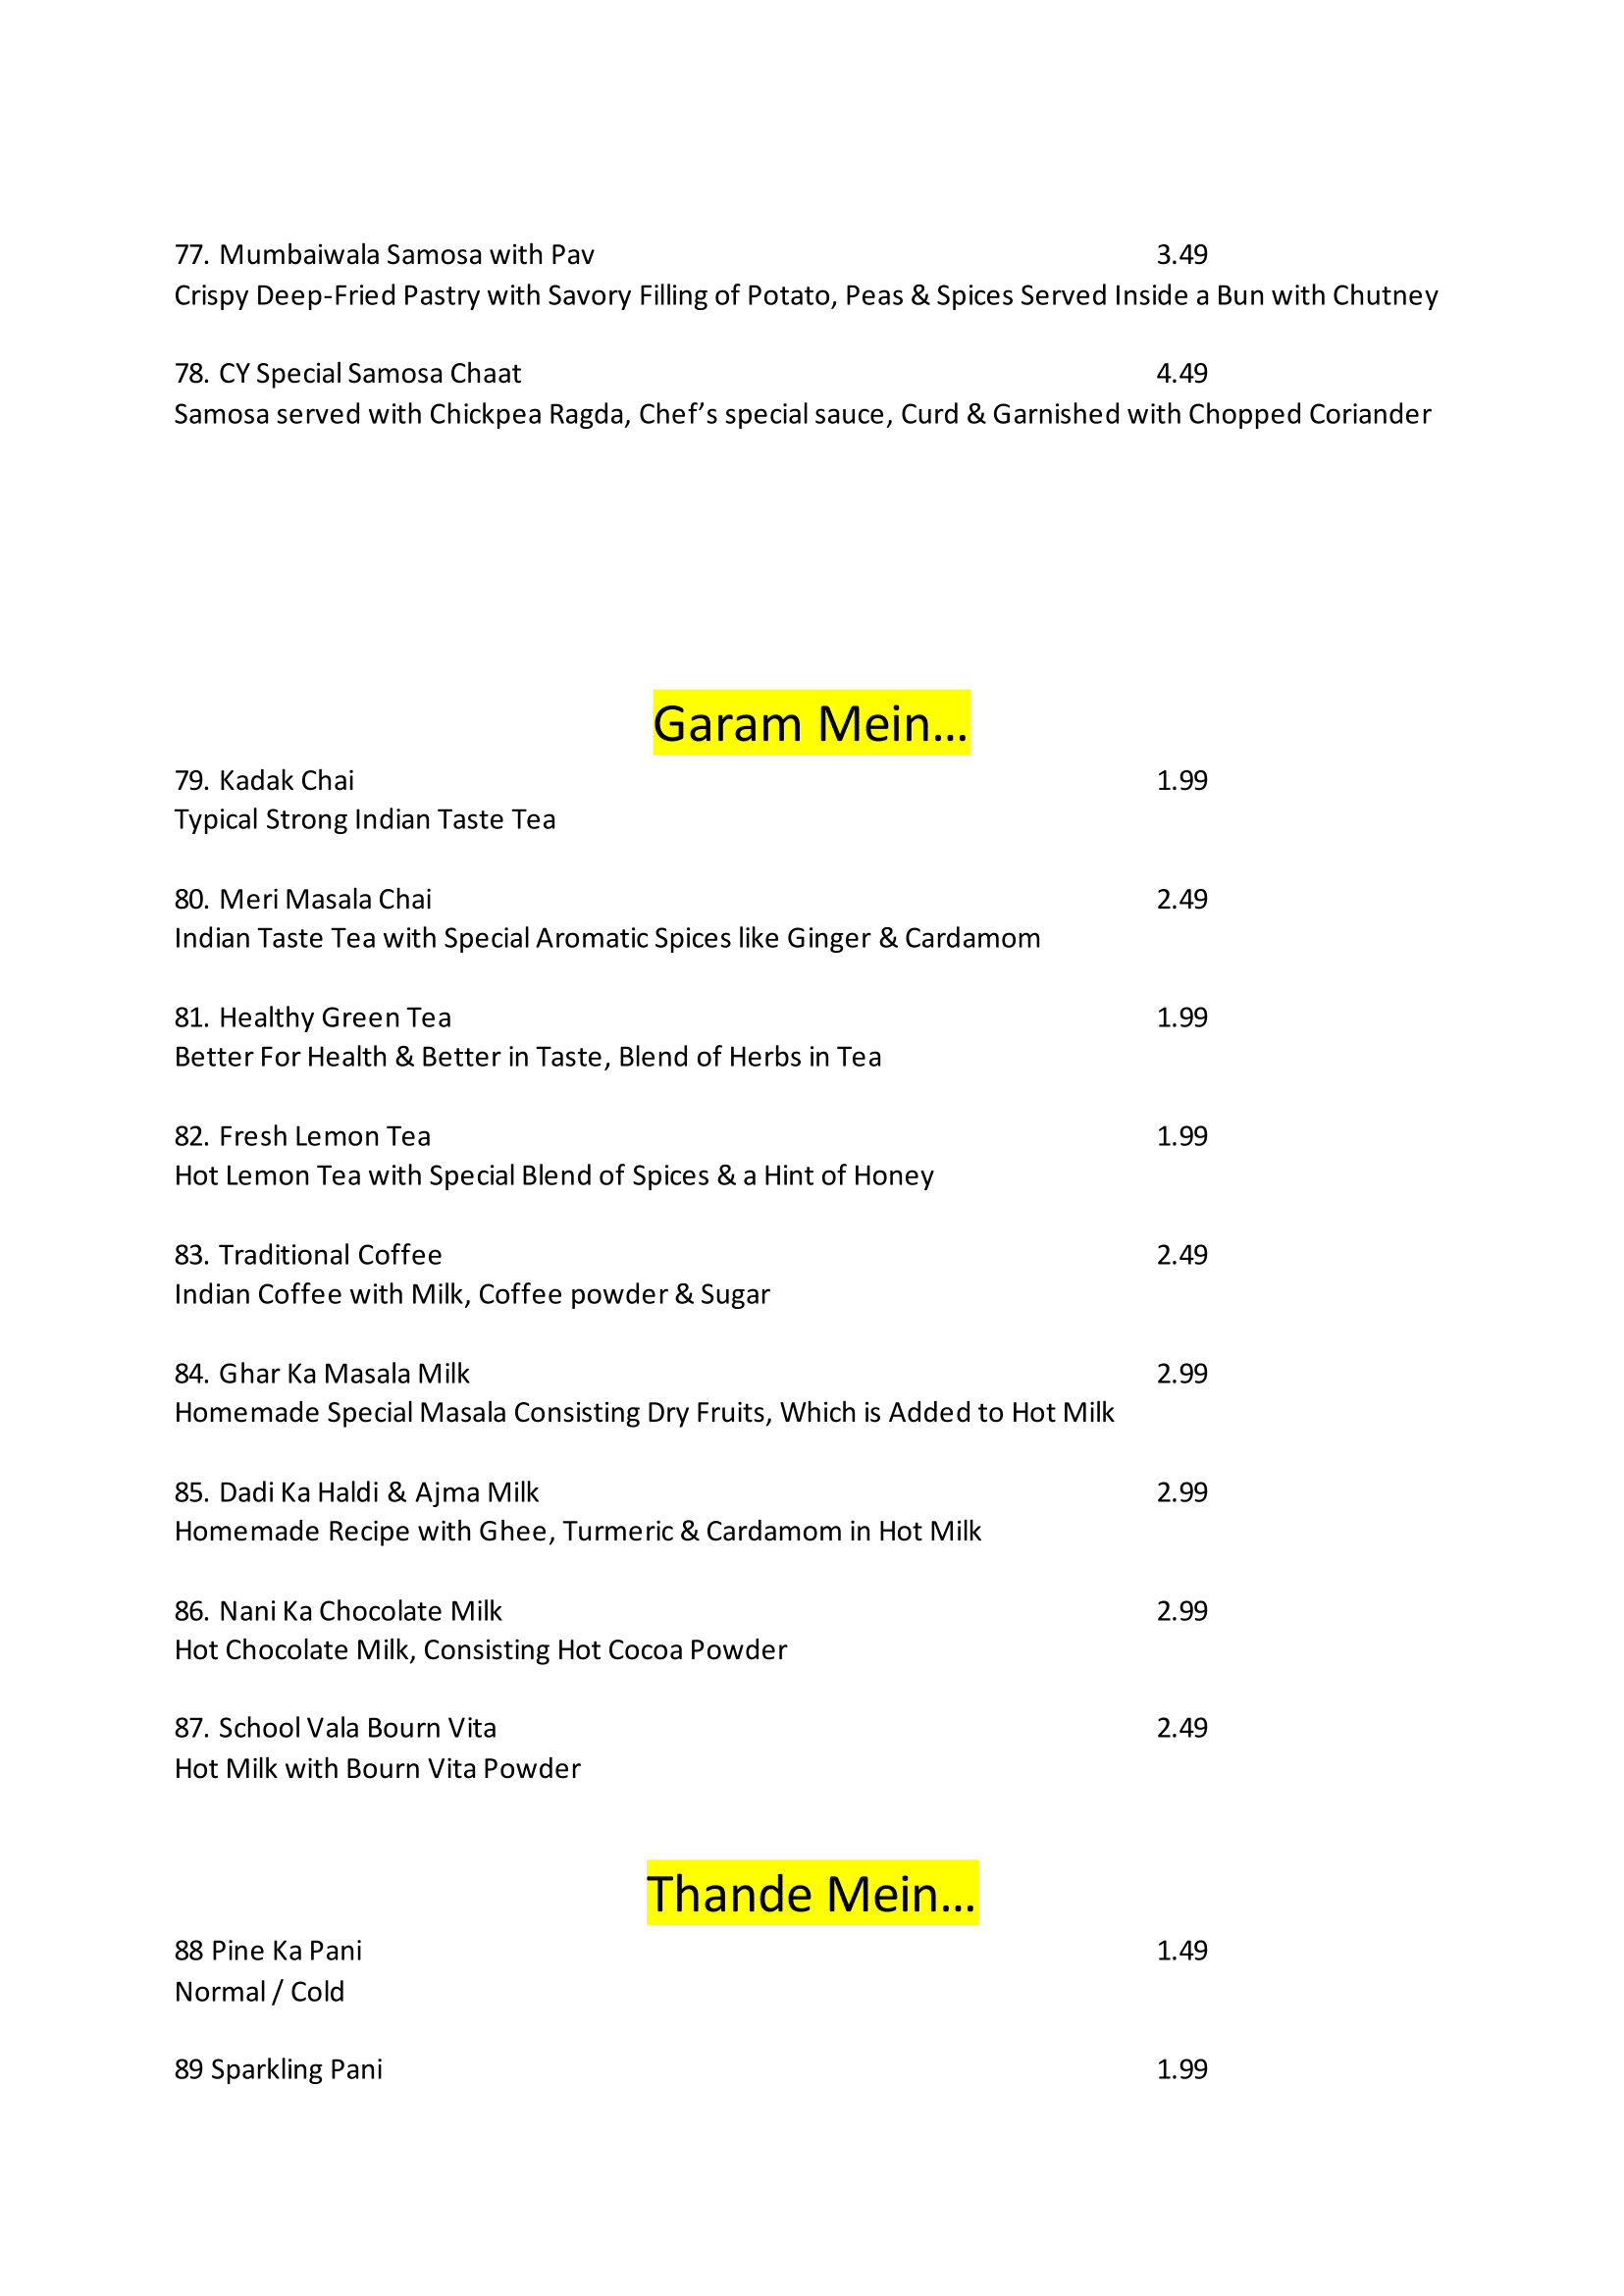 77. Mumbaiwala Samosa with Pav 3.49
Crispy Deep-Fried Pastry with Savory Filling of Potato, Peas & Spices Served Inside a Bun with Chutney
78. CY Special Samosa Chaat 4.49
Samosa served with Chickpea Ragda, Chef’s special sauce, Curd & Garnished with Chopped Coriander
Garam Mein...
79. Kadak Chai 1.99
Typical Strong Indian Taste Tea
80. Meri Masala Chai 2.49
Indian Taste Tea with Special Aromatic Spices like Ginger & Cardamom
81. Healthy Green Tea 1.99
Better For Health & Better in Taste, Blend of Herbs in Tea
82. Fresh Lemon Tea 1.99
Hot Lemon Tea with Special Blend of Spices & a Hint of Honey
83. Traditional Coffee 2.49
Indian Coffee with Milk, Coffee powder & Sugar
84. Ghar Ka Masala Milk 2.99
Homemade Special Masala Consisting Dry Fruits, Which is Added to Hot Milk
85. Dadi Ka Haldi & Ajma Milk 2.99
Homemade Recipe with Ghee, Turmeric & Cardamom in Hot Milk
86. Nani Ka Chocolate Milk 2.99
Hot Chocolate Milk, Consisting Hot Cocoa Powder
87. School Vala Bourn Vita 2.49
Hot Milk with Bourn Vita Powder
Thande Mein...
88 Pine Ka Pani 1.49
Normal / Cold
89 Sparkling Pani 1.99